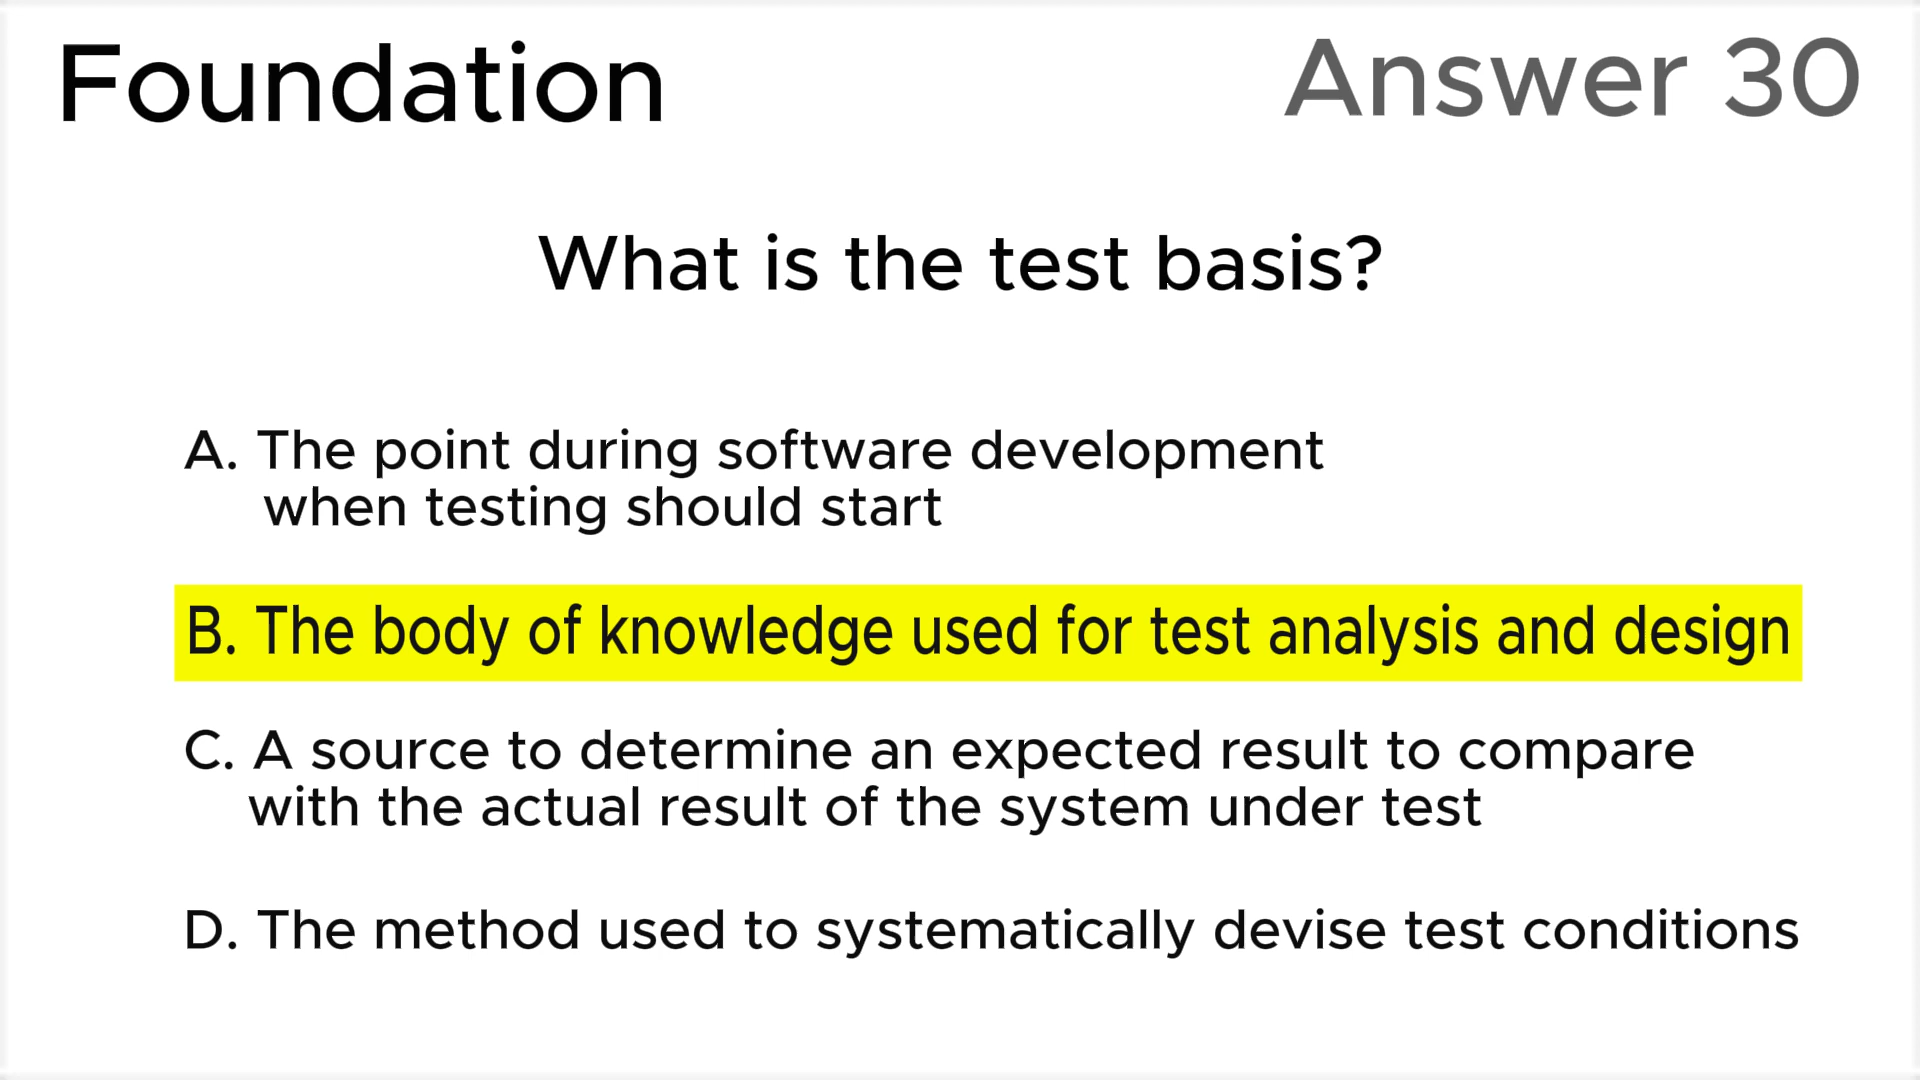 Foundation
Answer 30
What is the test basis?
A. The point during software development
when testing should start
B. The body of knowledge used for test analysis and design
C. A source to determine an expected result to compare
with the actual result of the system under test
D. The method used to systematically devise test conditions